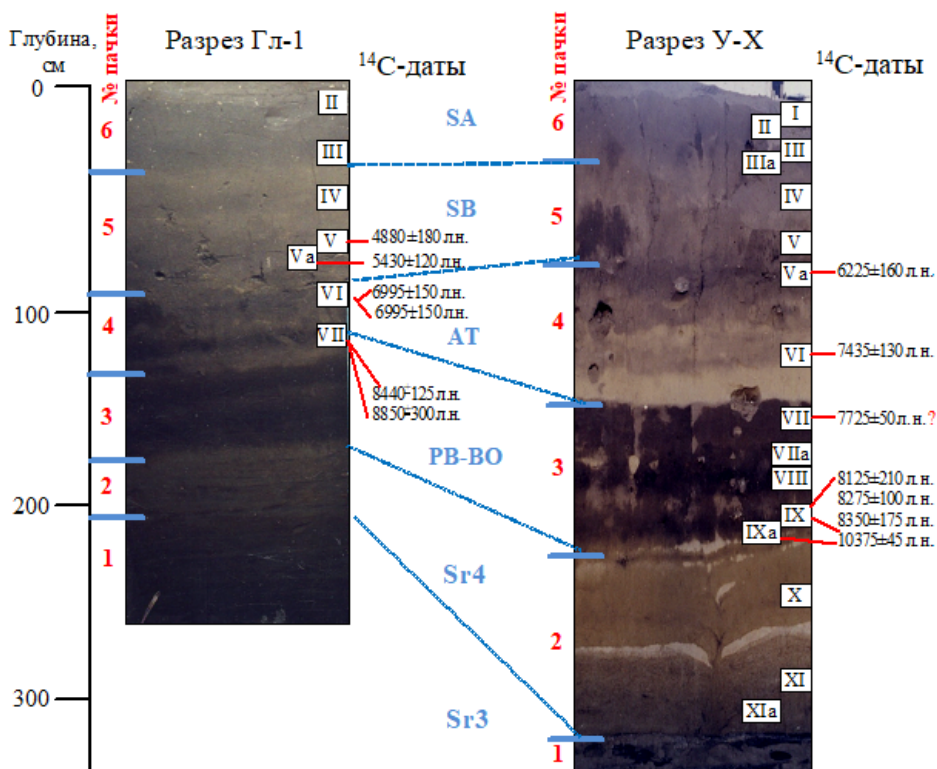 Глубина,
см
№ пачки
Разрез Гл-1
¹⁴C-даты
№ пачки
Разрез У-Х
¹⁴C-даты
0
100
200
300
6
5
4
3
2
1
II
III
IV
V
Va
VI
VII
4880±180 л.н.
5430±120 л.н.
6995±150 л.н.
6995±150 л.н.
8440-125 л.н.
8850-300 л.н.
SA
SB
AT
PB-BO
Sr4
Sr3
6
5
4
3
2
1
I
II
III
IIIa
IV
V
Va
VI
VII
VIIa
VIII
IX
IXa
X
XI
XIa
6225±160 л.н.
7435±130 л.н.
7725±50 л.н.?
8125±210 л.н.
8275±100 л.н.
8350±175 л.н.
10375±45 л.н.